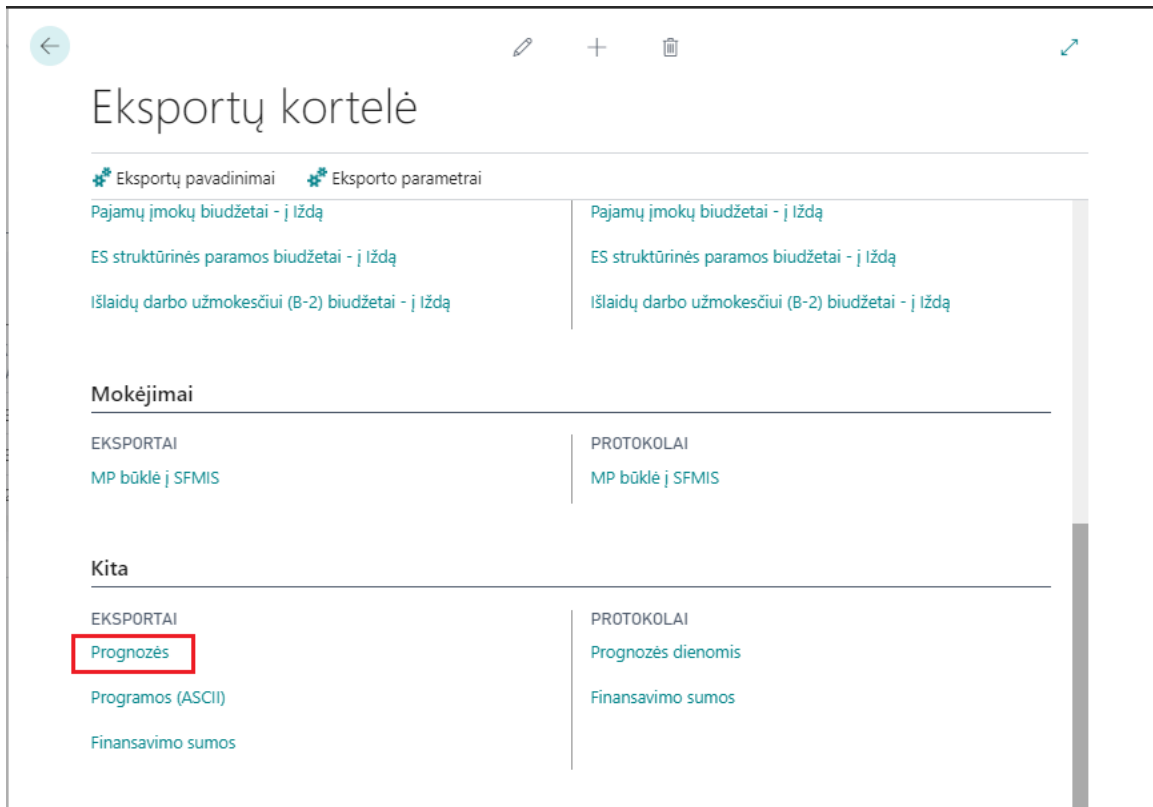 Eksportų kortelė
Eksportų pavadinimai Eksporto parametrai
Pajamų įmokų biudžetai - į Iždą Pajamų įmokų biudžetai - į Iždą
ES struktūrinės paramos biudžetai - į Iždą ES struktūrinės paramos biudžetai - į Iždą
Išlaidų darbo užmokesčiui (B-2) biudžetai - į Iždą Išlaidų darbo užmokesčiui (B-2) biudžetai - į Iždą
Mokėjimai
EKSPORTAI PROTOKOLAI
MP būklė į SFMIS MP būklė į SFMIS
Kita
EKSPORTAI PROTOKOLAI
Prognozės Prognozės dienomis
Programos (ASCII) Finansavimo sumos
Finansavimo sumos